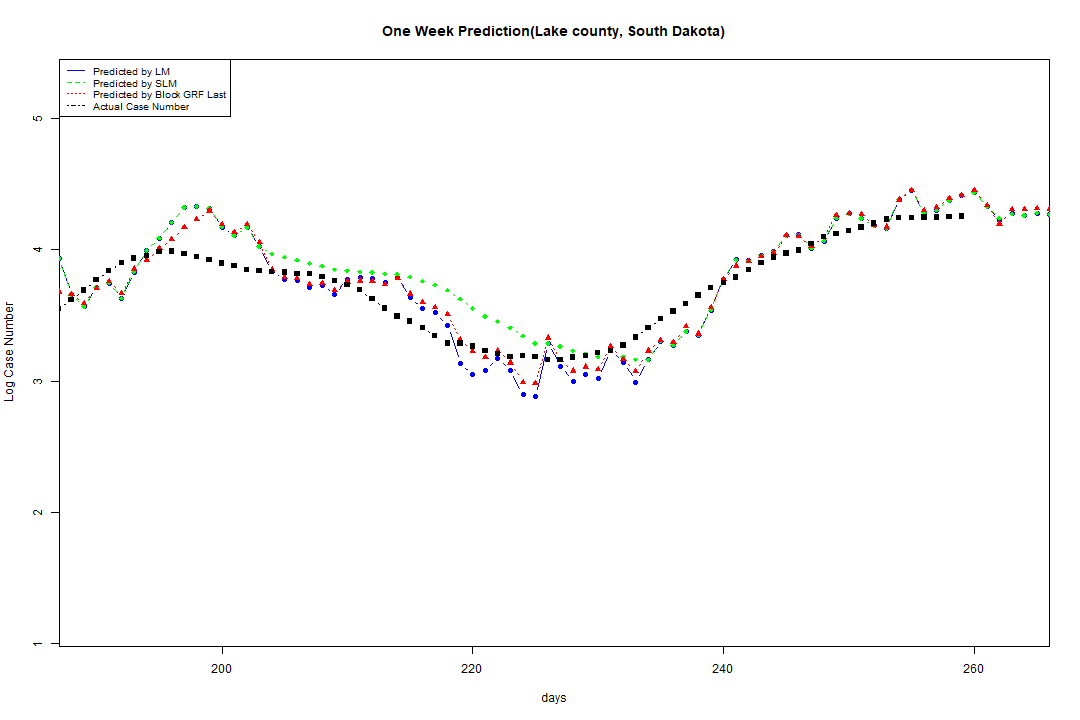 One Week Prediction(Lake county, South Dakota)
Predicted by LM
Predicted by SLM
Predicted by Block GRF Last
Actual Case Number
5
4
3
2
1
Log Case Number
200
220
240
260
days